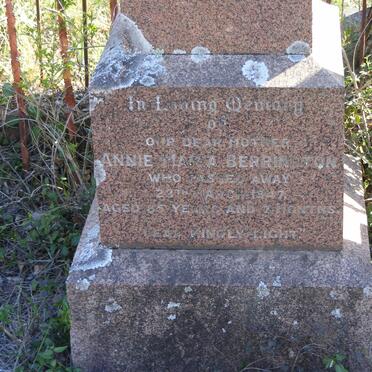 In Loving Memory
OF
OUR DEAR MOTHER
ANNIE MARIA BERRINGTON
WHO PASSED AWAY
AGED 85 YEARS AND MONTHS
"LEAD KINDLY LIGHT"